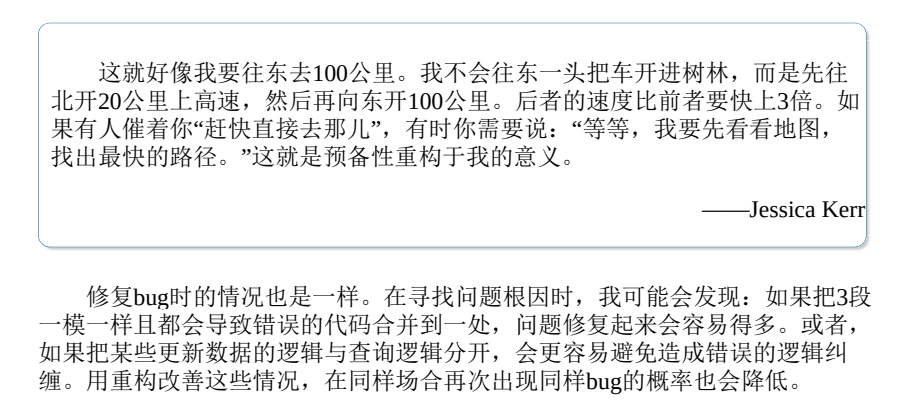 这就好像我要往东去100公里。我不会往东一头把车开进树林，而是先往
北开20公里上高速，然后再向东开100公里。后者的速度比前者要快上3倍。如
果有人催着你“赶快直接去那儿”，有时你需要说：“等等，我要先看看地图，
找出最快的路径。”这就是预备性重构于我的意义。
——Jessica Kerr
修复bug时的情况也是一样。在寻找问题根因时，我可能会发现：如果把3段
一模一样且都会导致错误的代码合并到一处，问题修复起来会容易得多。或者，
如果把某些更新数据的逻辑与查询逻辑分开，会更容易避免造成错误的逻辑纠
缠。用重构改善这些情况，在同样场合再次出现同样bug的概率也会降低。